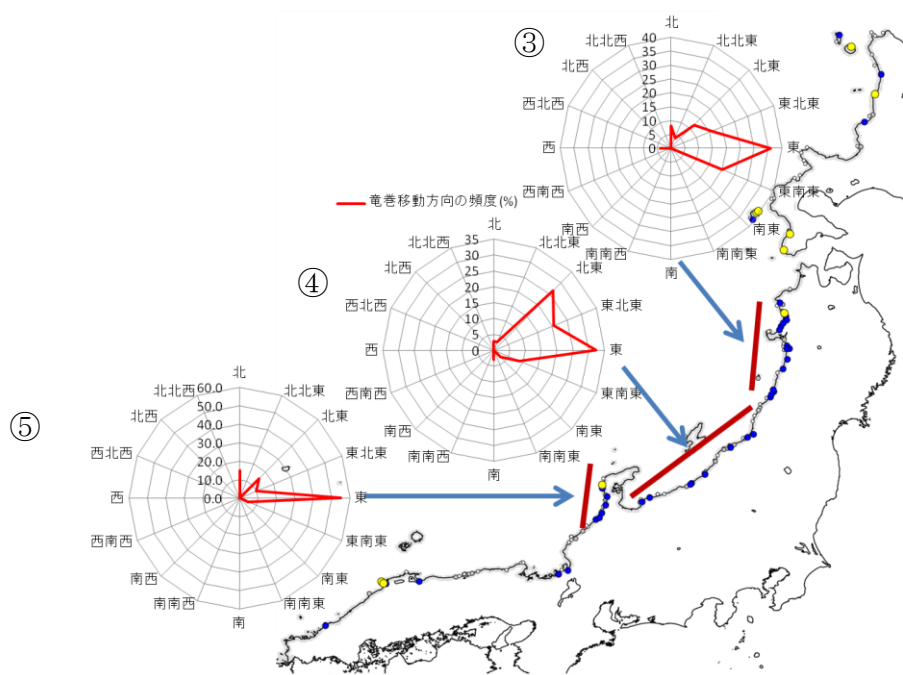 ③
北
北北東
北東
東北東
東
東南東
南東
南南東
南
南南西
南西
西南西
西
西北西
北西
北北西
40
35
30
25
20
15
10
5
0
竜巻移動方向の頻度(%)
④
北
北北東
北東
東北東
東
東南東
南東
南南東
南
南南西
南西
西南西
西
西北西
北西
北北西
35
30
25
20
15
10
5
0
⑤
北
北北東
北東
東北東
東
東南東
南東
南南東
南
南南西
南西
西南西
西
西北西
北西
北北西
60.0
50.0
40.0
30.0
20.0
10.0
0.0